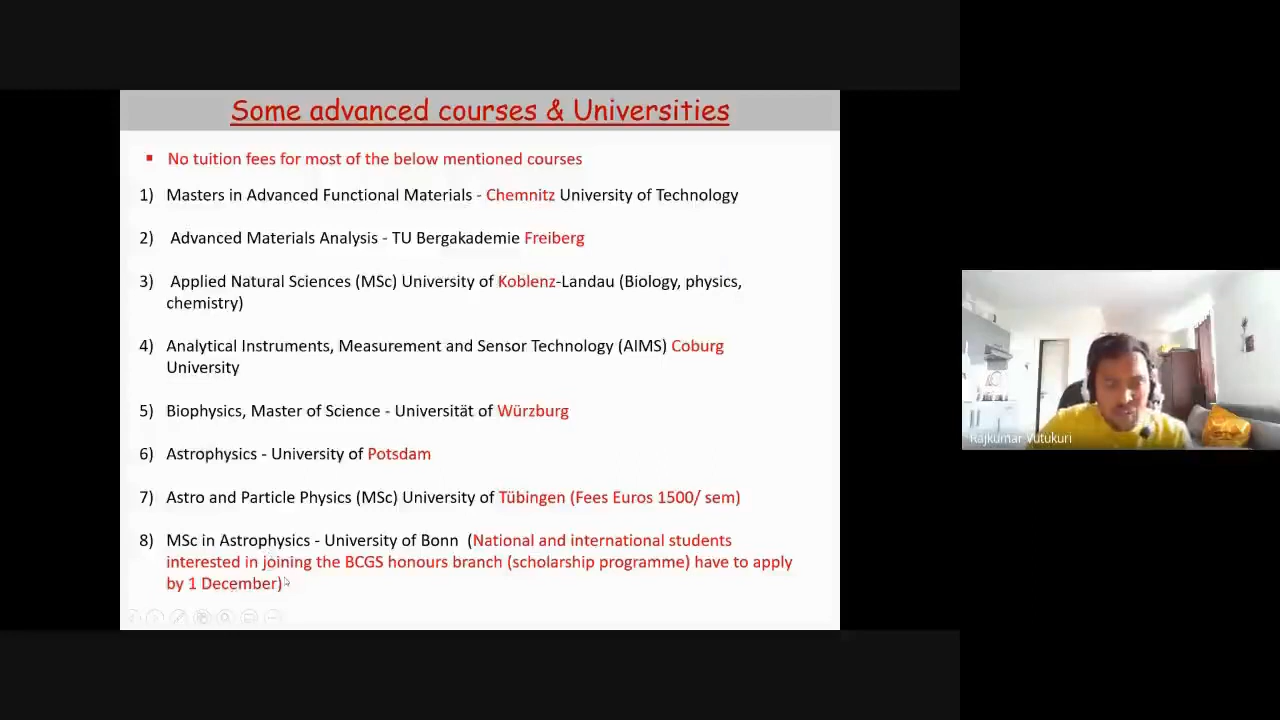 Some advanced courses & Universities
▪ No tuition fees for most of the below mentioned courses
1) Masters in Advanced Functional Materials - Chemnitz University of Technology
2) Advanced Materials Analysis - TU Bergakademie Freiberg
3) Applied Natural Sciences (MSc) University of Koblenz-Landau (Biology, physics,
chemistry)
4) Analytical Instruments, Measurement and Sensor Technology (AIMS) Coburg
University
5) Biophysics, Master of Science - Universität of Würzburg
6) Astrophysics - University of Potsdam
7) Astro and Particle Physics (MSc) University of Tübingen (Fees Euros 1500/ sem)
8) MSc in Astrophysics - University of Bonn (National and international students
interested in joining the BCGS honours branch (scholarship programme) have to apply
by 1 December)
Rajkumar Vutukuri